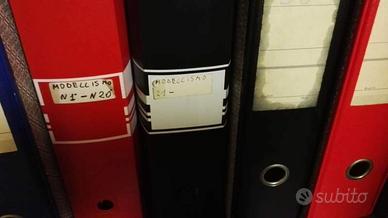 MODELLISMO
N1-N20
MODELLISMO
21-
subito